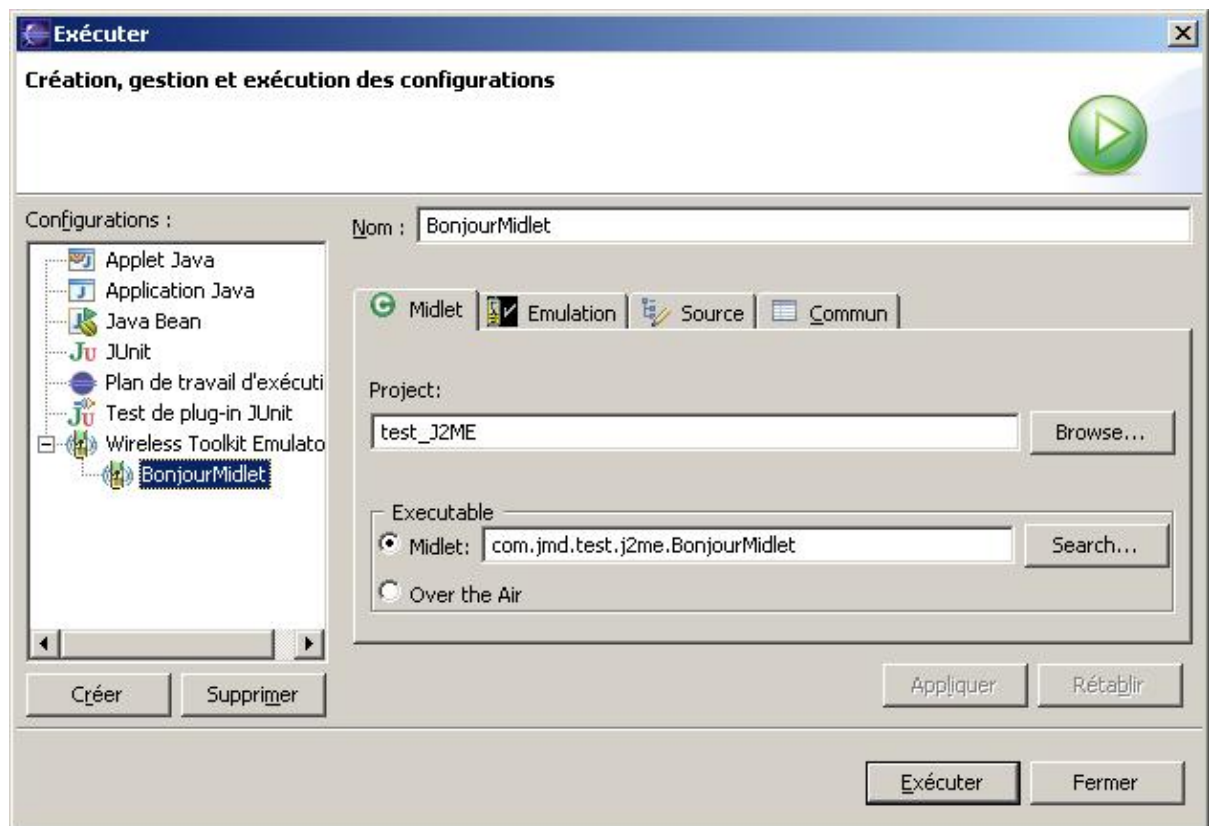 Exécuter
Création, gestion et exécution des configurations
Configurations :
Applet Java
Application Java
Java Bean
JUnit
Plan de travail d'exécuti
Test de plug-in JUnit
Wireless Toolkit Emulato
BonjourMidlet
Créer
Supprimer
Nom : BonjourMidlet
Midlet
Emulation
Source
Commun
Project:
test_J2ME
Browse...
Executable
Midlet: com.jmd.test.j2me.BonjourMidlet
Search...
Over the Air
Appliquer
Rétablir
Exécuter
Fermer